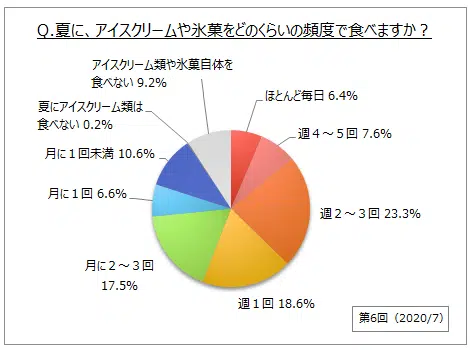 Q.夏に、アイスクリームや氷菓をどのくらいの頻度で食べますか？
アイスクリーム類や氷菓自体を
食べない 9.2%
夏にアイスクリーム類は
食べない 0.2%
月に１回未満 10.6%
月に１回 6.6%
月に２～３回
17.5%
ほとんど毎日 6.4%
週４～５回 7.6%
週２～３回 23.3%
週１回 18.6%
第6回（2020/7）